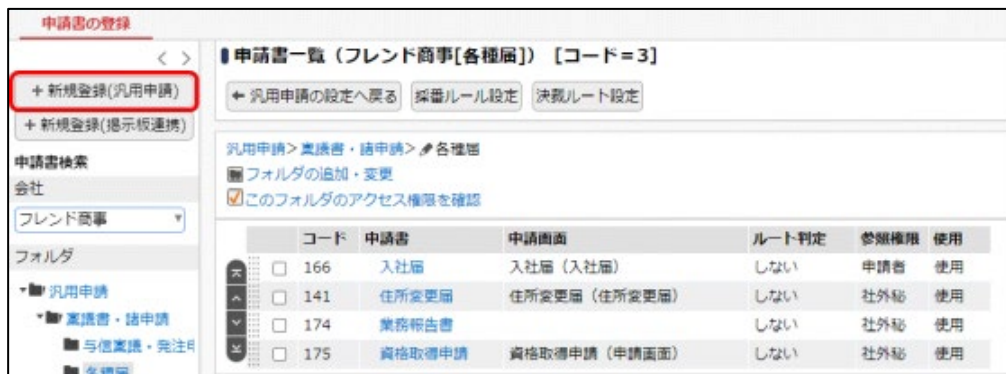 申請書の登録
< >
+ 新規登録(汎用申請)
+ 新規登録(掲示板連携)
申請書検索
会社
フレンド商事
フォルダ
汎用申請
稟議書・諸申請
与信稟議・発注
各種届
申請書一覧（フレンド商事[各種届]） [コード=3]
← 汎用申請の設定へ戻る 採番ルール設定 決裁ルート設定
汎用申請> 稟議書・諸申請> 各種届
フォルダの追加・変更
このフォルダのアクセス権限を確認
コード 申請書 申請画面 ルート判定 参照権限 使用
166 入社届 入社届（入社届） しない 申請者 使用
141 住所変更届 住所変更届（住所変更届） しない 社外秘 使用
174 業務報告書 しない 社外秘 使用
175 資格取得申請 資格取得申請（申請画面） しない 社外秘 使用